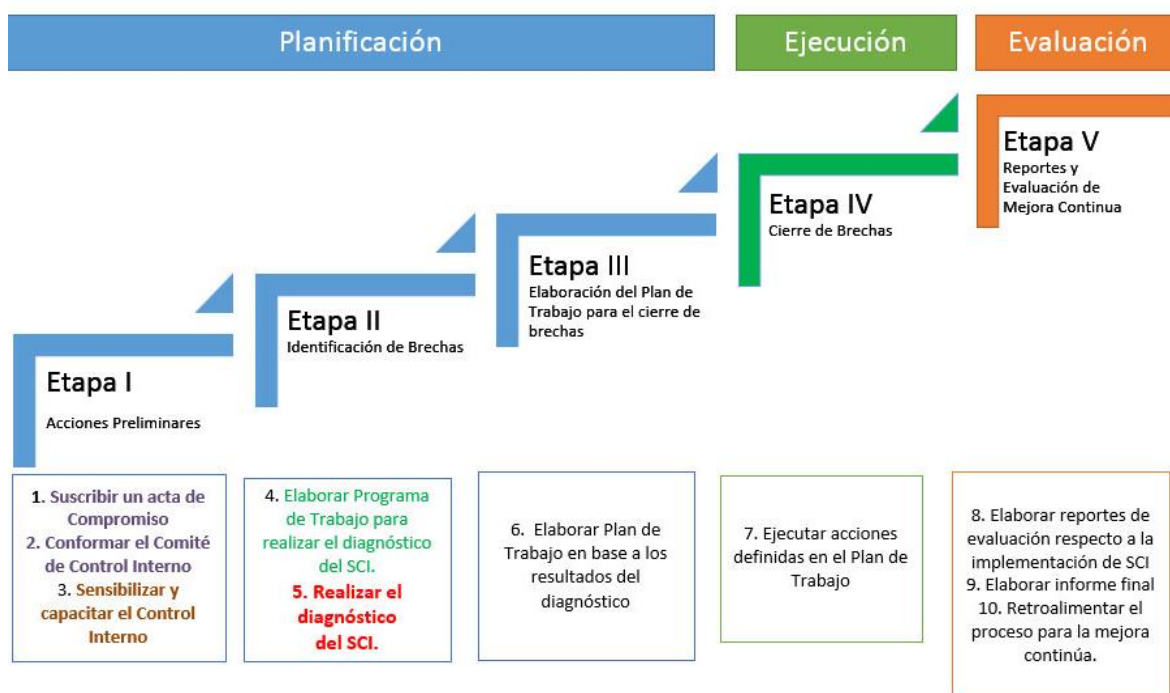 Planificación
Ejecución
Evaluación
Etapa I
Acciones Preliminares
Etapa II
Identificación de Brechas
Etapa III
Elaboración del Plan de
Trabajo para el cierre de
brechas
Etapa IV
Cierre de Brechas
Etapa V
Reportes y
Evaluación de
Mejora Continua
1. Suscribir un acta de
Compromiso
2. Conformar el Comité
de Control Interno
3. Sensibilizar y
capacitar el Control
Interno
4. Elaborar Programa
de Trabajo para
realizar el diagnóstico
del SCI.
5. Realizar el
diagnóstico
del SCI.
6. Elaborar Plan de
Trabajo en base a los
resultados del
diagnóstico
7. Ejecutar acciones
definidas en el Plan de
Trabajo
8. Elaborar reportes de
evaluación respecto a la
implementación de SCI
9. Elaborar informe final
10. Retroalimentar el
proceso para la mejora
continúa.